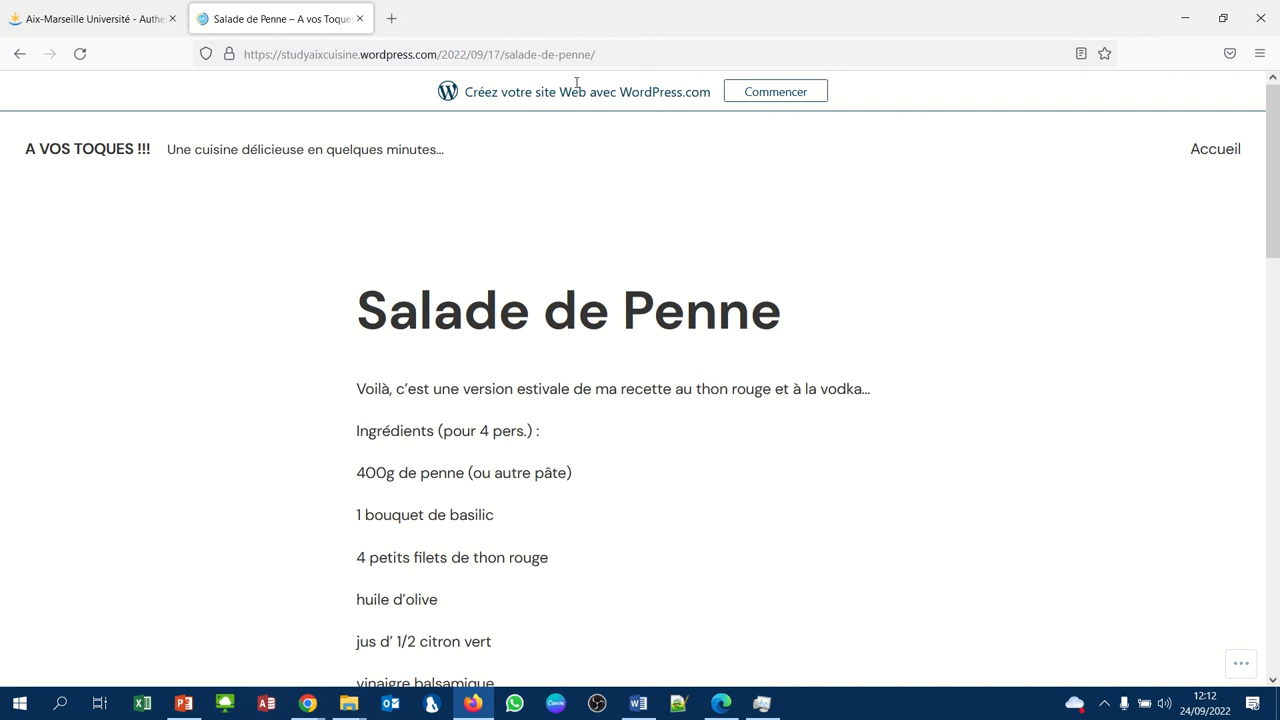 Aix-Marseille Université - Authe
Salade de Penne – A vos Toques
https://studyaixcuisine.wordpress.com/2022/09/17/salade-de-penne/
Créez votre site Web avec WordPress.com
Commencer
A VOS TOQUES !!!
Une cuisine délicieuse en quelques minutes…
Accueil
Salade de Penne
Voilà, c’est une version estivale de ma recette au thon rouge et à la vodka…
Ingrédients (pour 4 pers.) :
400g de penne (ou autre pâte)
1 bouquet de basilic
4 petits filets de thon rouge
huile d’olive
jus d’ 1/2 citron vert
vinaigre balsamique
12:12
24/09/2022